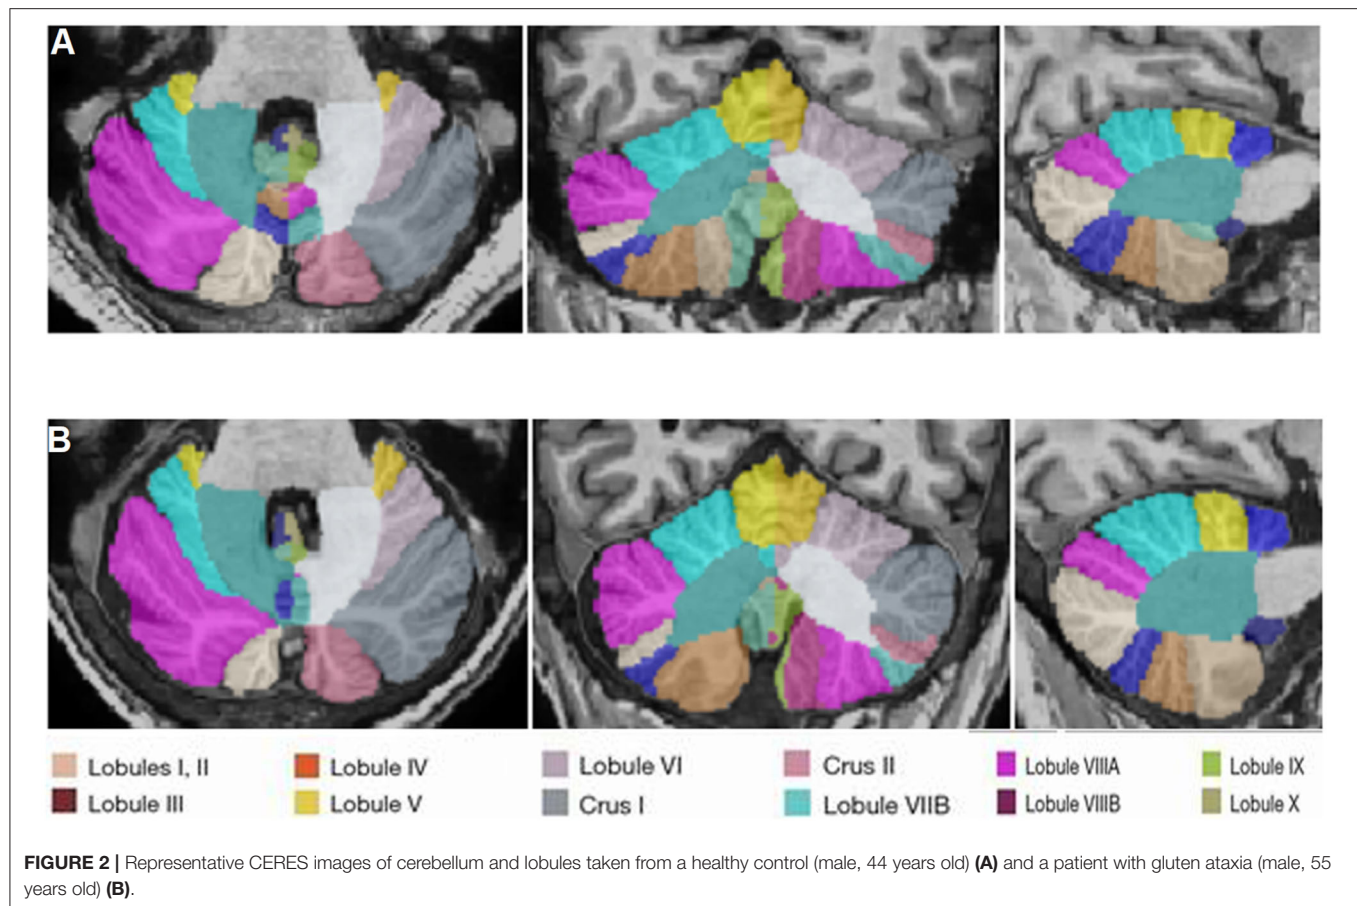 A
B
Lobules I, II
Lobule IV
Lobule VI
Crus II
Lobule VIIIA
Lobule IX
Lobule III
Lobule V
Crus I
Lobule VIIB
Lobule VIIIB
Lobule X
FIGURE 2 | Representative CERES images of cerebellum and lobules taken from a healthy control (male, 44 years old) (A) and a patient with gluten ataxia (male, 55
years old) (B).